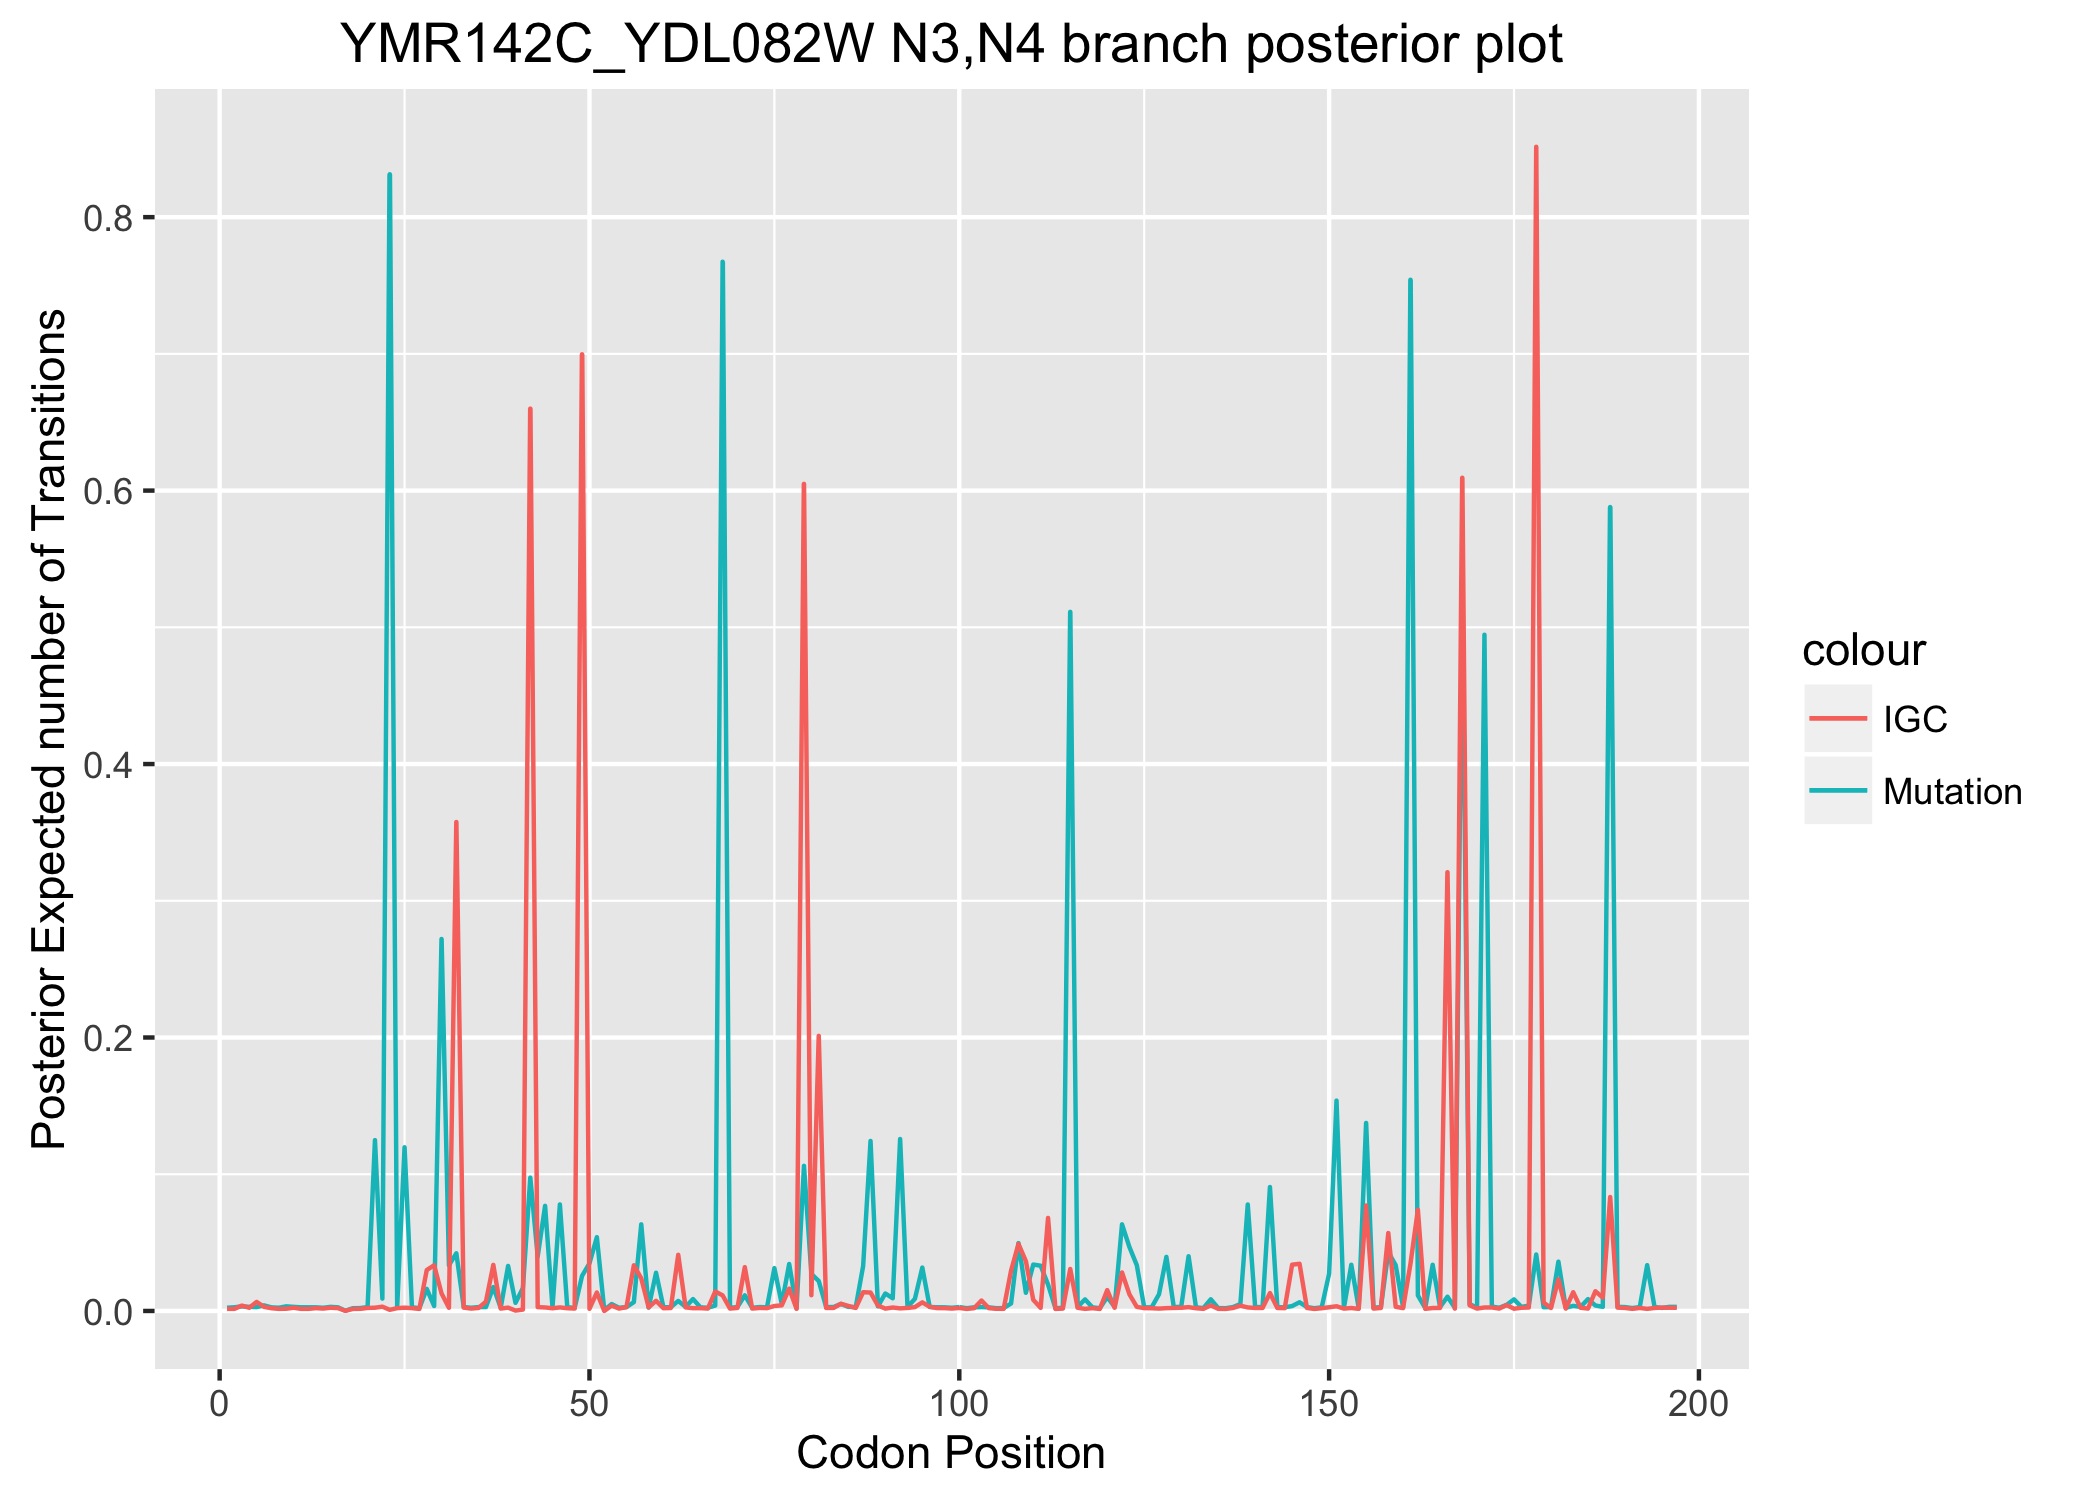 YMR142C_YDL082W N3,N4 branch posterior plot
Posterior Expected number of Transitions
0.8
0.6
0.4
0.2
0.0
0
50
100
150
200
Codon Position
colour
IGC
Mutation